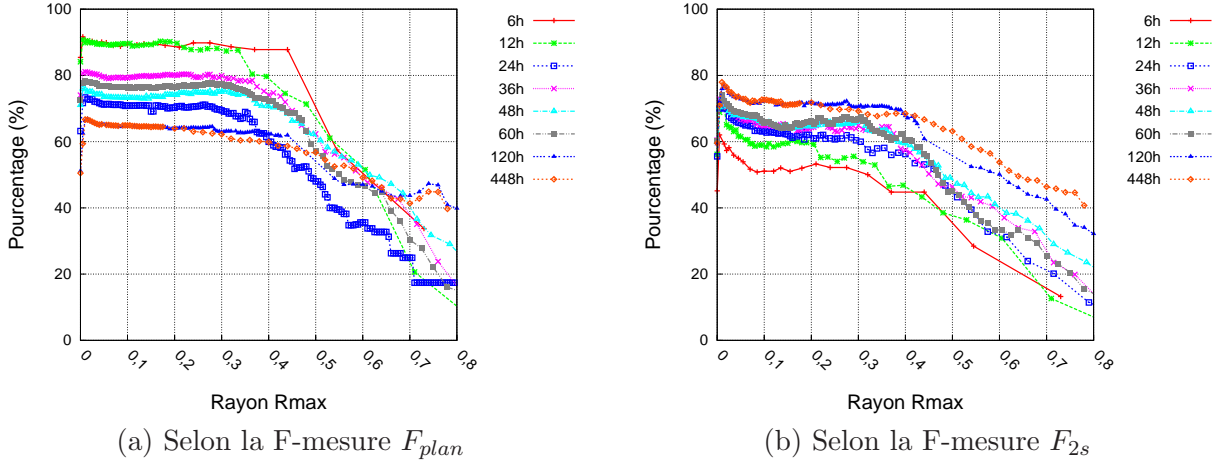 Pourcentage (%)
100
80
60
40
20
0
0
0,1
0,2
0,3
0,4
0,5
0,6
0,7
0,8
Rayon Rmax
6h
12h
24h
36h
48h
60h
120h
448h
(a) Selon la F-mesure F_plan
Pourcentage (%)
100
80
60
40
20
0
0
0,1
0,2
0,3
0,4
0,5
0,6
0,7
0,8
Rayon Rmax
6h
12h
24h
36h
48h
60h
120h
448h
(b) Selon la F-mesure F_2s